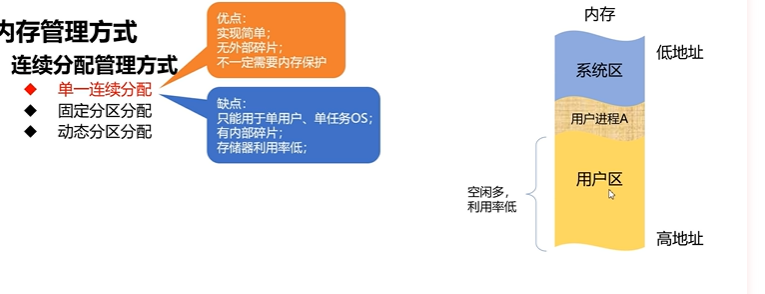 内存管理方式
连续分配管理方式
◆ 单一连续分配
◆ 固定分区分配
◆ 动态分区分配
优点：
实现简单；
无外部碎片；
不一定需要内存保护
缺点：
只能用于单用户、单任务OS；
有内部碎片；
存储器利用率低；
内存
低地址
系统区
用户进程A
用户区
空闲多，
利用率低
高地址